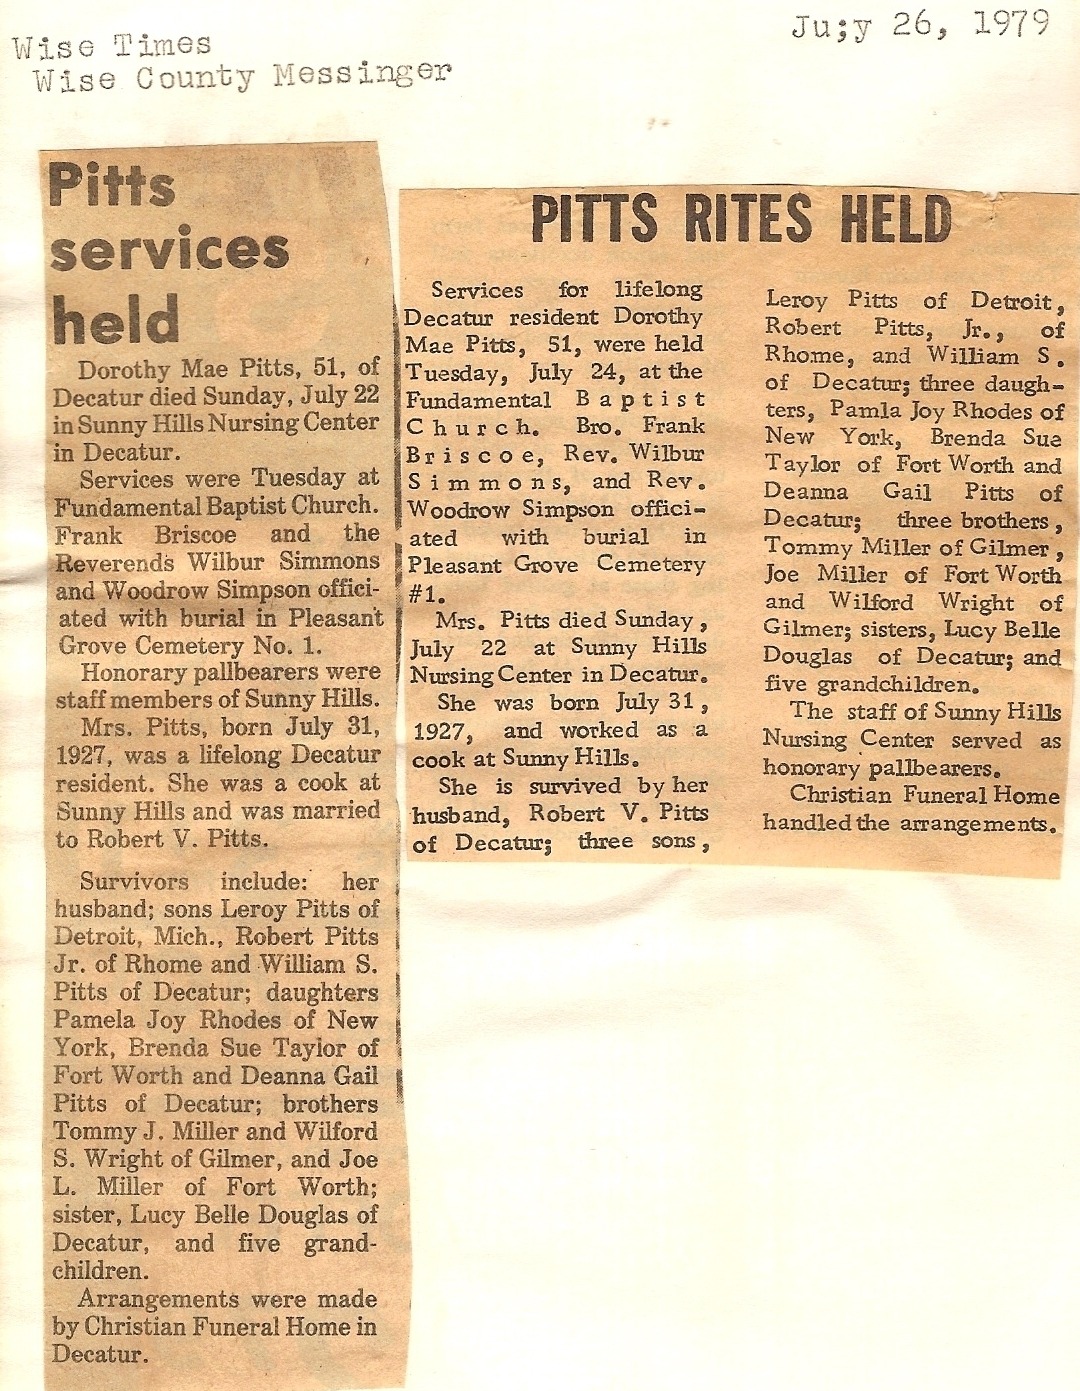 Wise Times
Wise County Messinger
Ju;y 26, 1979
Pitts
services
held
Dorothy Mae Pitts, 51, of
Decatur died Sunday, July 22
in Sunny Hills Nursing Center
in Decatur.
Services were Tuesday at
Fundamental Baptist Church.
Frank Briscoe and the
Reverends Wilbur Simmons
and Woodrow Simpson offici-
ated with burial in Pleasant
Grove Cemetery No. 1.
Honorary pallbearers were
staff members of Sunny Hills.
Mrs. Pitts, born July 31,
1927, was a lifelong Decatur
resident. She was a cook at
Sunny Hills and was married
to Robert V. Pitts.
Survivors include: her
husband; sons Leroy Pitts of
Detroit, Mich., Robert Pitts
Jr. of Rhome and William S.
Pitts of Decatur; daughters
Pamela Joy Rhodes of New
York, Brenda Sue Taylor of
Fort Worth and Deanna Gail
Pitts of Decatur; brothers
Tommy J. Miller and Wilford
S. Wright of Gilmer, and Joe
L. Miller of Fort Worth;
sister, Lucy Belle Douglas of
Decatur, and five grand-
children.
Arrangements were made
by Christian Funeral Home in
Decatur.
PITTS RITES HELD
Services for lifelong
Decatur resident Dorothy
Mae Pitts, 51, were held
Tuesday, July 24, at the
Fundamental Baptist
Church. Bro. Frank
Briscoe, Rev. Wilbur
Simmons, and Rev.
Woodrow Simpson offici-
ated with burial in
Pleasant Grove Cemetery
#1.
Mrs. Pitts died Sunday,
July 22 at Sunny Hills
Nursing Center in Decatur.
She was born July 31,
1927, and worked as a
cook at Sunny Hills.
She is survived by her
husband, Robert V. Pitts
of Decatur; three sons,
Leroy Pitts of Detroit,
Robert Pitts, Jr., of
Rhome, and William S.
of Decatur; three daugh-
ters, Pamla Joy Rhodes of
New York, Brenda Sue
Taylor of Fort Worth and
Deanna Gail Pitts of
Decatur; three brothers,
Tommy Miller of Gilmer,
Joe Miller of Fort Worth
and Wilford Wright of
Gilmer; sisters, Lucy Belle
Douglas of Decatur; and
five grandchildren.
The staff of Sunny Hills
Nursing Center served as
honorary pallbearers.
Christian Funeral Home
handled the arrangements.